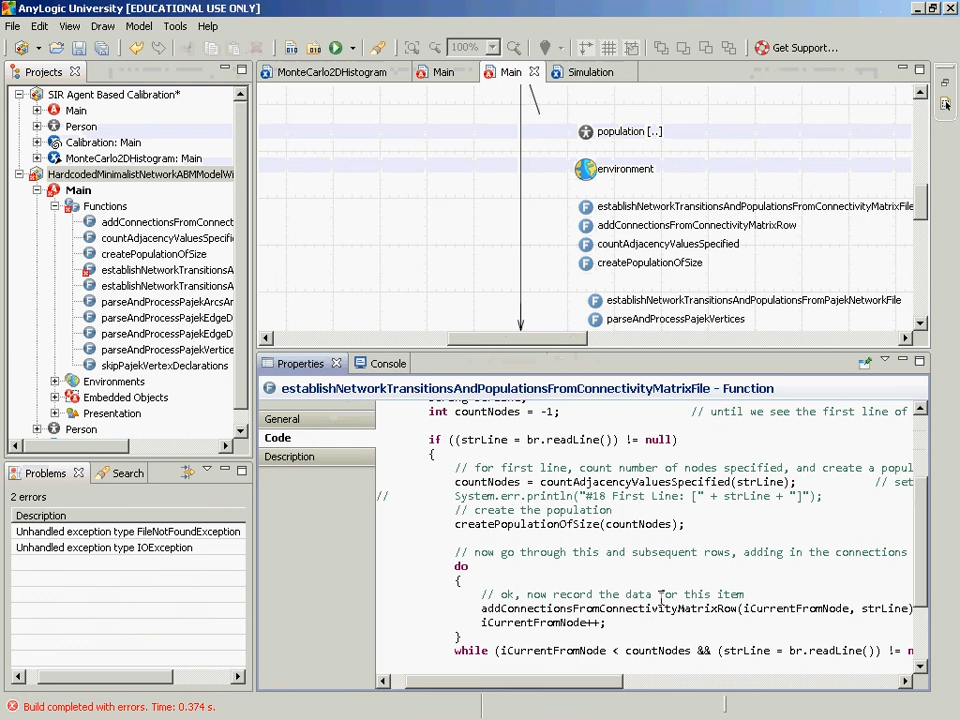 AnyLogic University [EDUCATIONAL USE ONLY]
File Edit View Draw Model Tools Help
100% Get Support...
Projects
SIR Agent Based Calibration*
Main
Person
Calibration: Main
MonteCarlo2DHistogram: Main
HardcodedMinimalistNetworkABMModelWi
Main
Functions
addConnectionsFromConnect
countAdjacencyValuesSpecifi
createPopulationOfSize
establishNetworkTransitionsA
establishNetworkTransitionsA
parseAndProcessPajekArcsAr
parseAndProcessPajekEdgeD
parseAndProcessPajekEdgeD
parseAndProcessPajekVertice
skipPajekVertexDeclarations
Environments
Embedded Objects
Presentation
Person
MonteCarlo2DHistogram Main Main Simulation
population [..]
environment
establishNetworkTransitionsAndPopulationsFromConnectivityMatrixFile
addConnectionsFromConnectivityMatrixRow
countAdjacencyValuesSpecified
createPopulationOfSize
establishNetworkTransitionsAndPopulationsFromPajekNetworkFile
parseAndProcessPajekVertices
Problems Search
2 errors
Description
Unhandled exception type FileNotFoundException
Unhandled exception type IOException
Properties Console
establishNetworkTransitionsAndPopulationsFromConnectivityMatrixFile - Function
General
Code
Description
int countNodes = -1; // until we see the first line of
if ((strLine = br.readLine()) != null)
{
// for first line, count number of nodes specified, and create a popul
countNodes = countAdjacencyValuesSpecified(strLine); // set
// System.err.println("#18 First Line: [" + strLine + "]");
// create the population
createPopulationOfSize(countNodes);
// now go through this and subsequent rows, adding in the connections
do
{
// ok, now record the data for this item
addConnectionsFromConnectivityMatrixRow(iCurrentFromNode, strLine)
iCurrentFromNode++;
}
while (iCurrentFromNode < countNodes && (strLine = br.readLine()) != n
Build completed with errors. Time: 0.374 s.